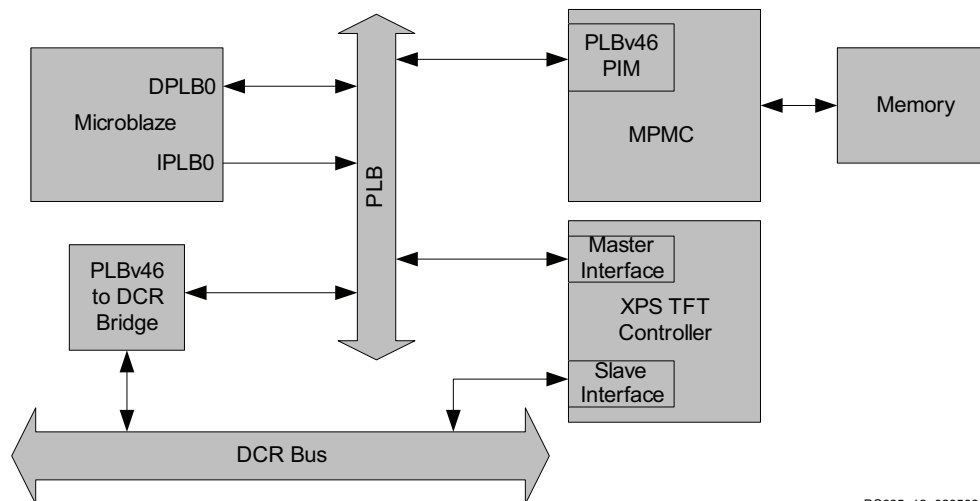 DPLB0
Microblaze
IPLB0
PLB
PLBv46
PIM
MPMC
Memory
PLBv46
to DCR
Bridge
Master
Interface
XPS TFT
Controller
Slave
Interface
DCR Bus